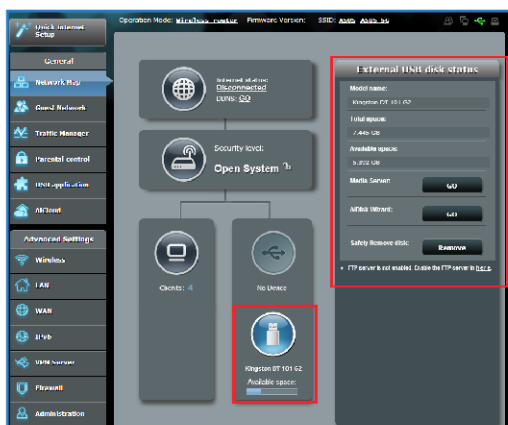 Quick Internet
Setup
Operation Mode: Wireless router Firmware Version: SSID: ASUS ASUS_5G
General
Network Map
Guest Network
Traffic Manager
Parental control
USB application
AiCloud
Advanced Settings
Wireless
LAN
WAN
IPv6
VPN Server
Firewall
Administration
Internet status:
Disconnected
DDNS: GO
Security level:
Open System
Clients: 4
No Device
Kingston DT 101 G2
Available space:
External USB disk status
Model name:
Kingston DT 101 G2
Total space:
7.445 GB
Available space:
Media Server:
GO
AiDisk Wizard:
GO
Safely Remove disk:
Remove
FTP server is not enabled. Enable the FTP server in here.